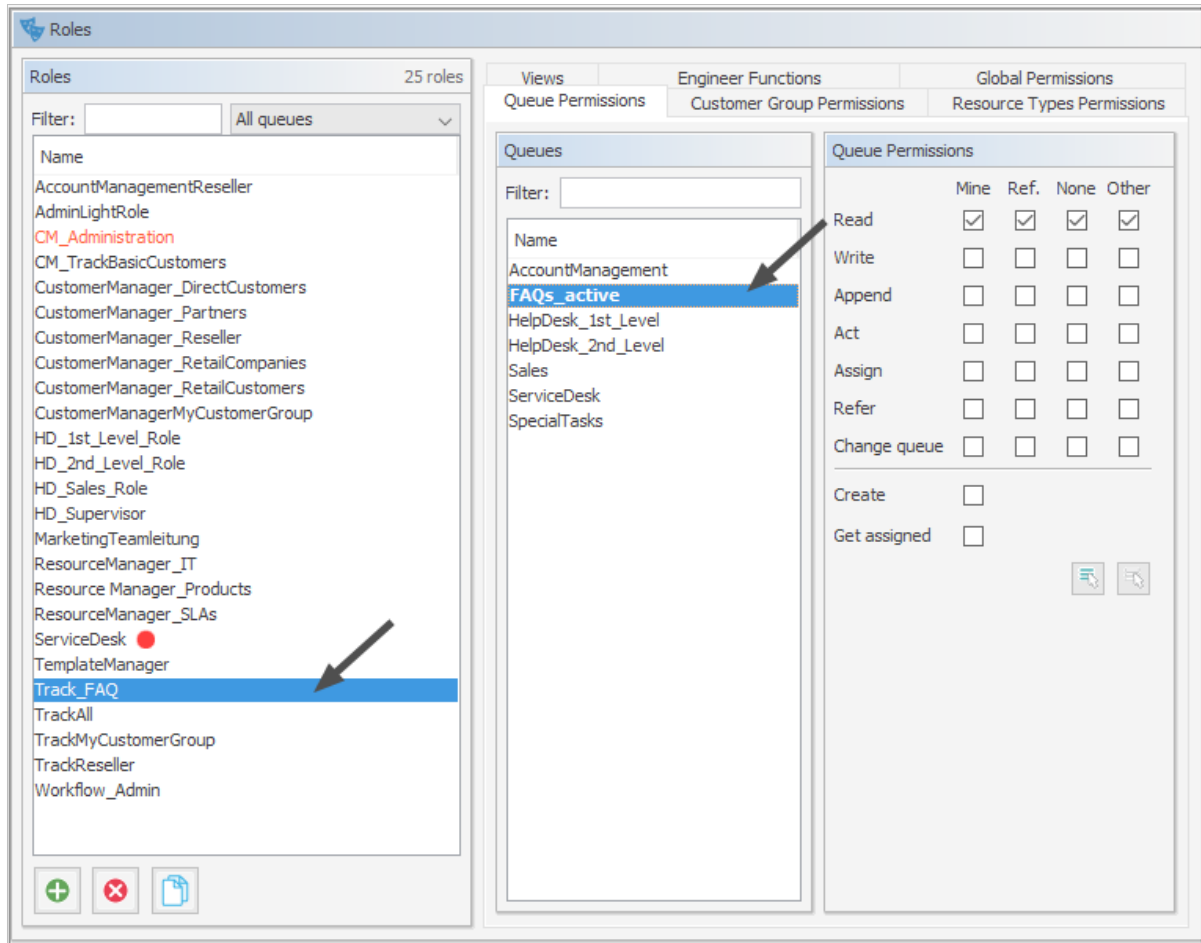 Roles
Roles 25 roles
Filter: All queues
Name
AccountManagementReseller
AdminLightRole
CM_Administration
CM_TrackBasicCustomers
CustomerManager_DirectCustomers
CustomerManager_Partners
CustomerManager_Reseller
CustomerManager_RetailCompanies
CustomerManager_RetailCustomers
CustomerManagerMyCustomerGroup
HD_1st_Level_Role
HD_2nd_Level_Role
HD_Sales_Role
HD_Supervisor
MarketingTeamleitung
ResourceManager_IT
Resource Manager_Products
ResourceManager_SLAs
ServiceDesk
TemplateManager
Track_FAQ
TrackAll
TrackMyCustomerGroup
TrackReseller
Workflow_Admin
Views Engineer Functions Global Permissions
Queue Permissions Customer Group Permissions Resource Types Permissions
Queues
Filter:
Name
AccountManagement
FAQs_active
HelpDesk_1st_Level
HelpDesk_2nd_Level
Sales
ServiceDesk
SpecialTasks
Queue Permissions
Mine Ref. None Other
Read
Write
Append
Act
Assign
Refer
Change queue
Create
Get assigned